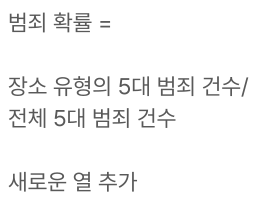 범죄 확률 =
장소 유형의 5대 범죄 건수/
전체 5대 범죄 건수
새로운 열 추가